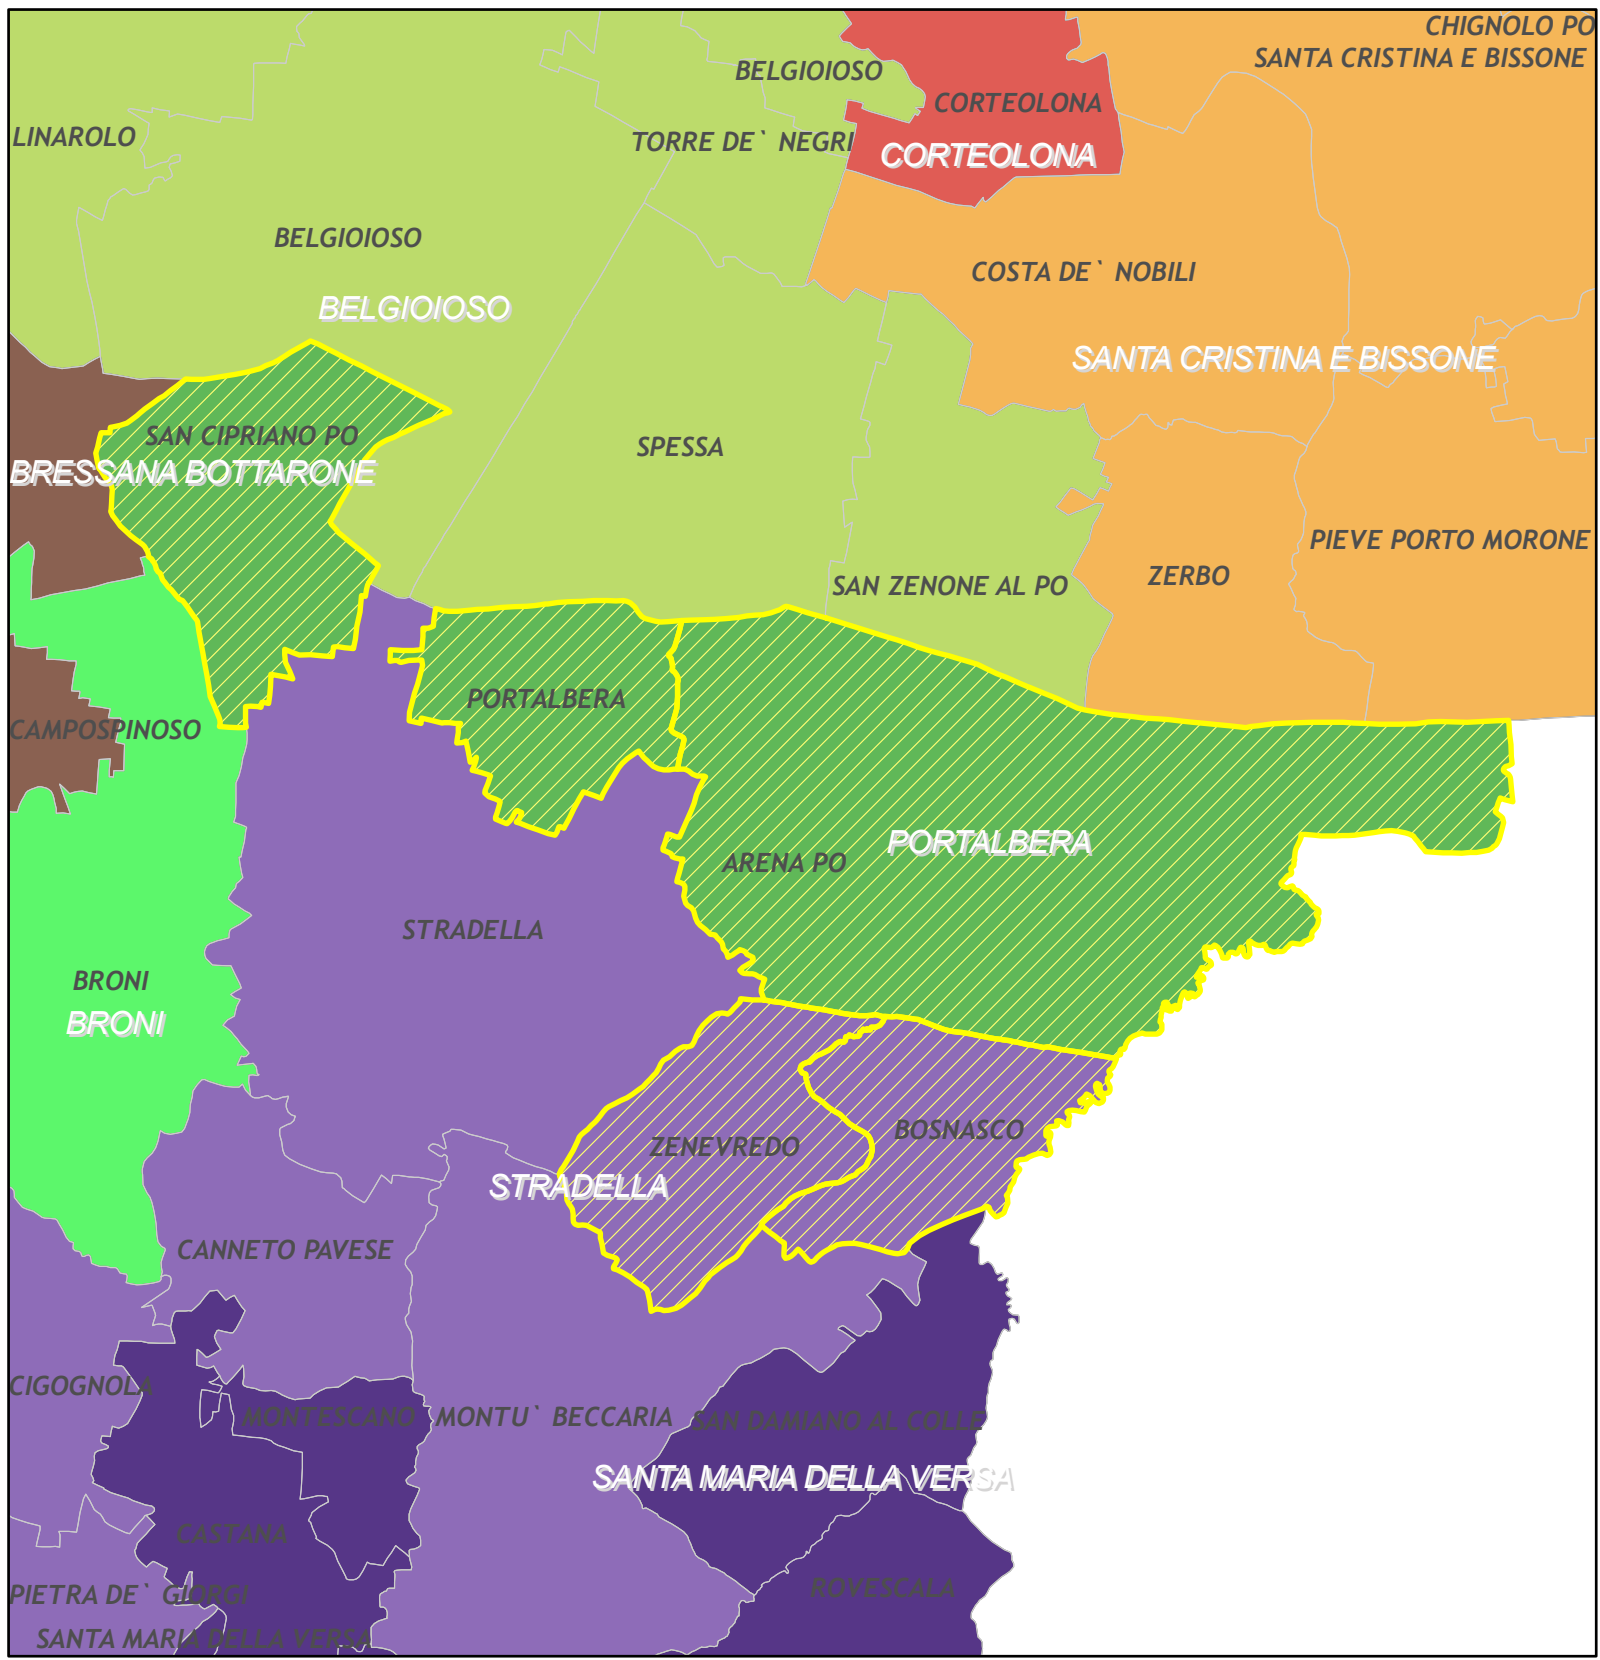 CHIGNOLO PO
SANTA CRISTINA E BISSONE
BELGIOIOSO
CORTEOLONA
LINAROLO
TORRE DE` NEGRI
CORTEOLONA
BELGIOIOSO
COSTA DE` NOBILI
BELGIOIOSO
SANTA CRISTINA E BISSONE
SAN CIPRIANO PO
SPESSA
BRESSANA BOTTARONE
PIEVE PORTO MORONE
ZERBO
SAN ZENONE AL PO
PORTALBERA
CAMPOSPINOSO
PORTALBERA
ARENA PO
STRADELLA
BRONI
BRONI
BOSNASCO
ZENEVREDO
STRADELLA
CANNETO PAVESE
CIGOGNOLA
MONTESCANO
MONTU` BECCARIA
SAN DAMIANO AL COLLE
SANTA MARIA DELLA VERSA
CASTANA
ROVESCALA
PIETRA DE` GIORGI
SANTA MARIA DELLA VERSA